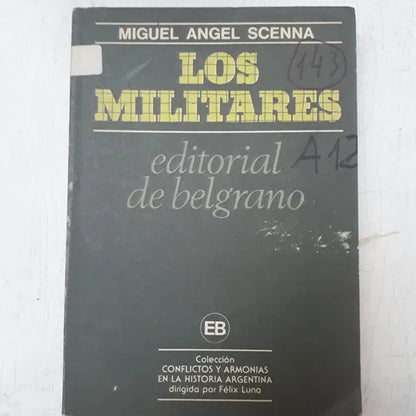 MIGUEL ANGEL SCENNA
LOS
MILITARES
143
A12
editorial
de belgrano
EB
Colección
CONFLICTOS Y ARMONIAS
EN LA HISTORIA ARGENTINA
dirigida por Félix Luna